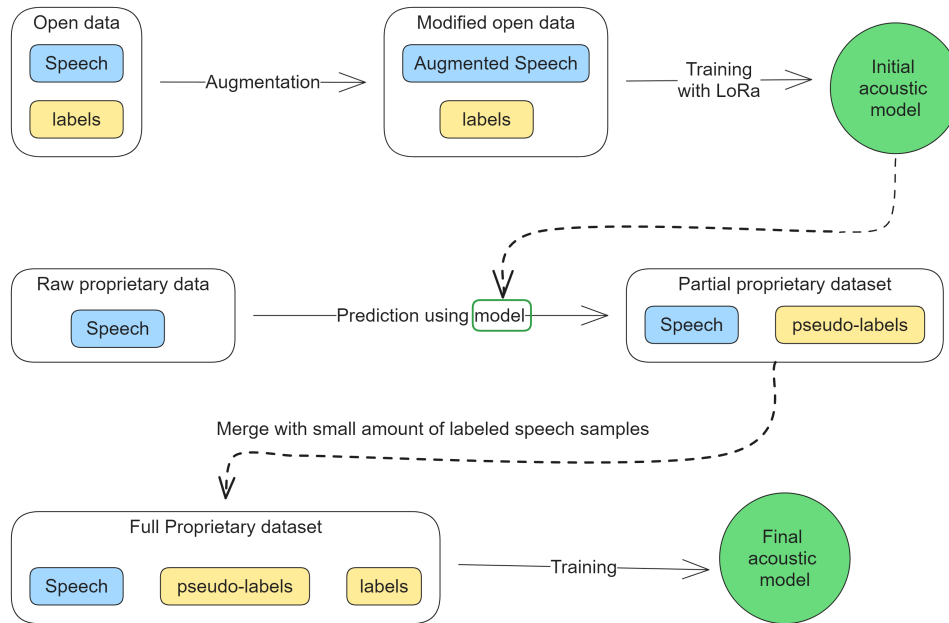 Open data
Speech
labels
Augmentation
Modified open data
Augmented Speech
labels
Training
with LoRa
Initial
acoustic
model
Raw proprietary data
Speech
Prediction using model
Partial proprietary dataset
Speech
pseudo-labels
Merge with small amount of labeled speech samples
Full Proprietary dataset
Speech
pseudo-labels
labels
Training
Final
acoustic
model